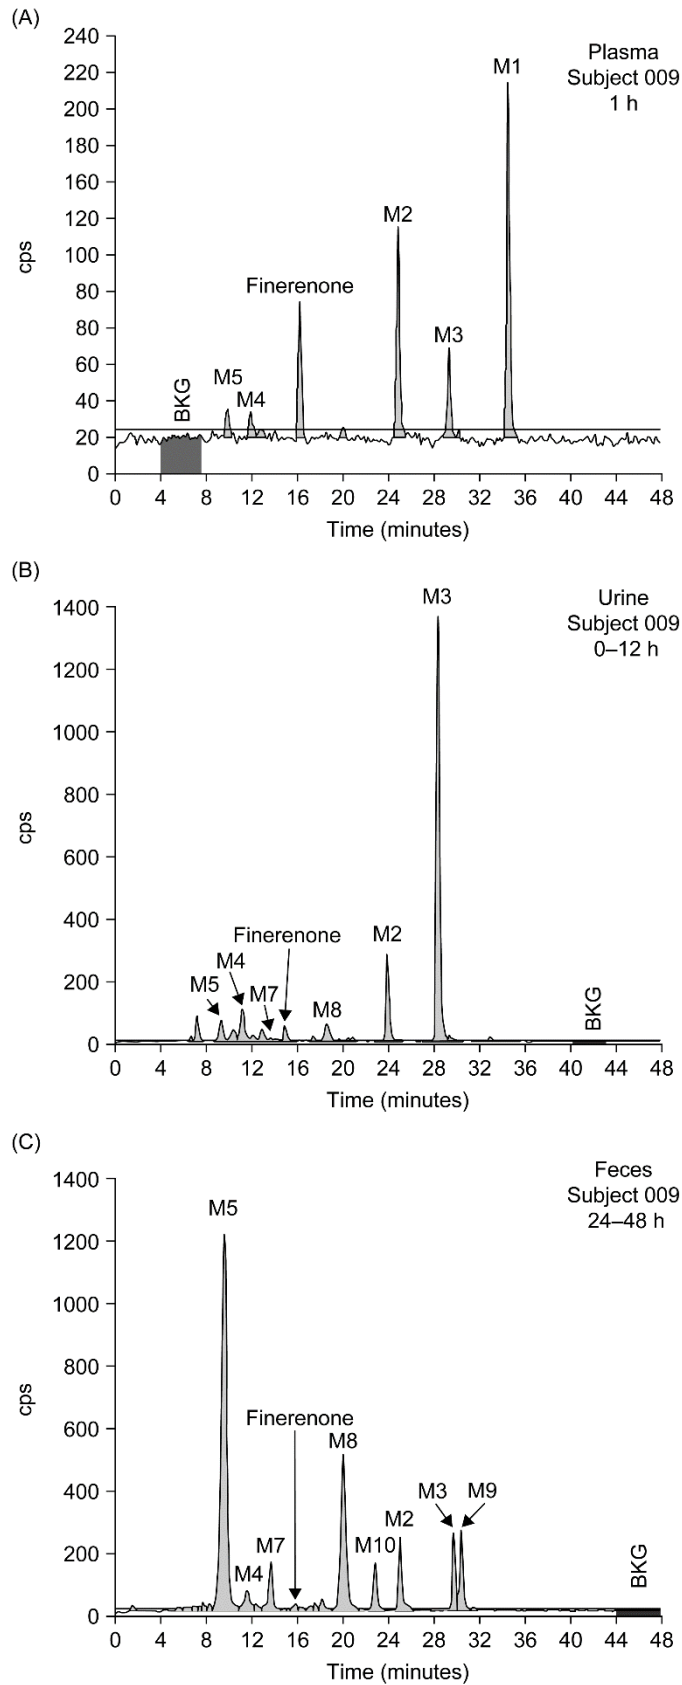 (A)
Plasma
Subject 009
1 h
240
220
200
180
160
140
120
100
80
60
40
20
0
cps
M1
M2
Finerenone
M3
M5
M4
BKG
0 4 8 12 16 20 24 28 32 36 40 44 48
Time (minutes)
(B)
Urine
Subject 009
0–12 h
1400
1200
1000
800
600
400
200
0
cps
M3
Finerenone
M2
M4
M5
M7
M8
BKG
0 4 8 12 16 20 24 28 32 36 40 44 48
Time (minutes)
(C)
Feces
Subject 009
24–48 h
1400
1200
1000
800
600
400
200
0
cps
M5
Finerenone
M8
M3
M9
M2
M10
M7
M4
BKG
0 4 8 12 16 20 24 28 32 36 40 44 48
Time (minutes)